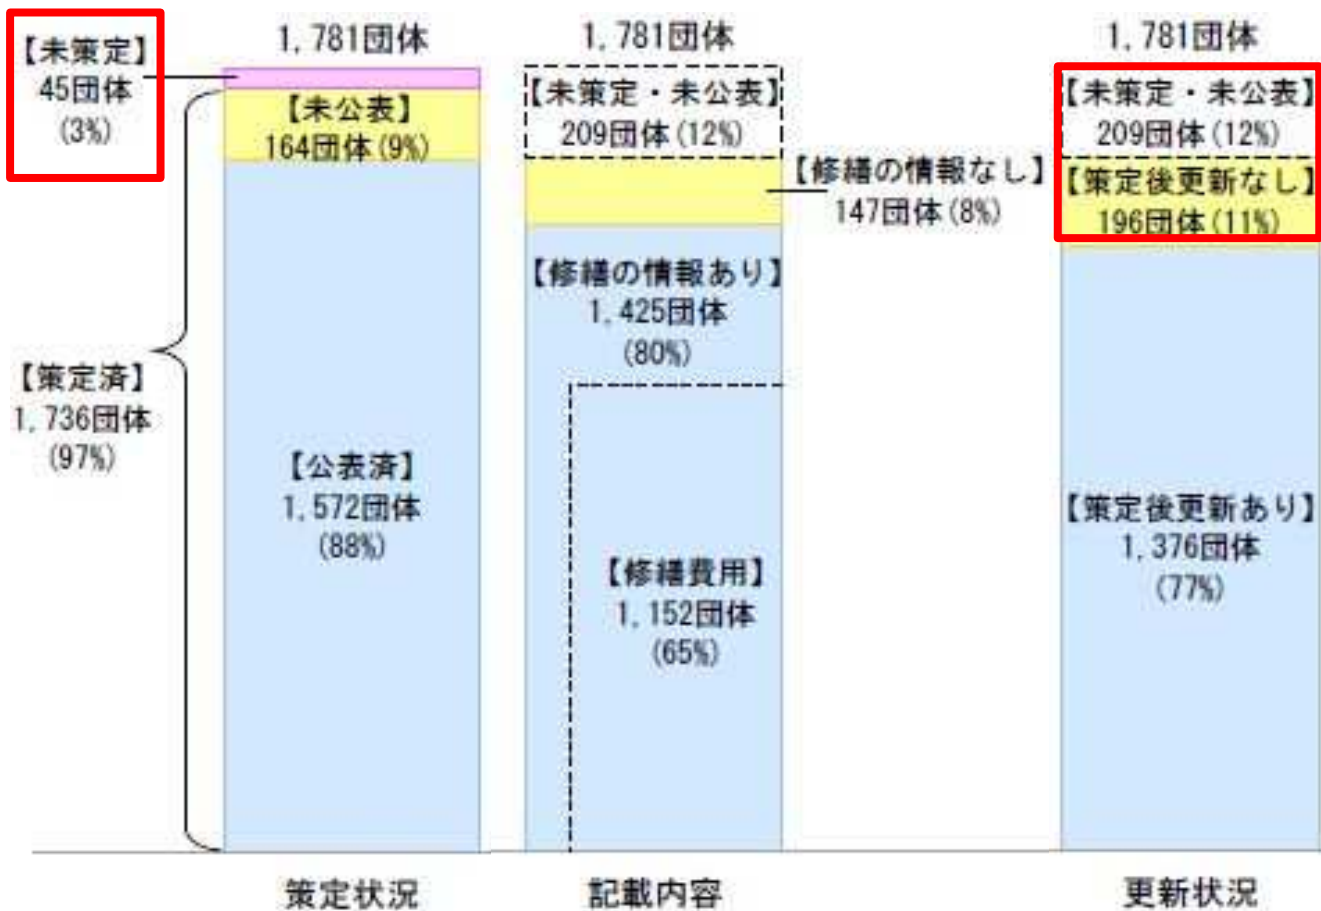 【未策定】
45団体
(3%)
1,781団体
【未公表】
164団体(9%)
【策定済】
1,736団体
(97%)
【公表済】
1,572団体
(88%)
策定状況
1,781団体
【未策定・未公表】
209団体(12%)
【修繕の情報なし】
147団体(8%)
【修繕の情報あり】
1,425団体
(80%)
【修繕費用】
1,152団体
(65%)
記載内容
1,781団体
【未策定・未公表】
209団体(12%)
【策定後更新なし】
196団体(11%)
【策定後更新あり】
1,376団体
(77%)
更新状況